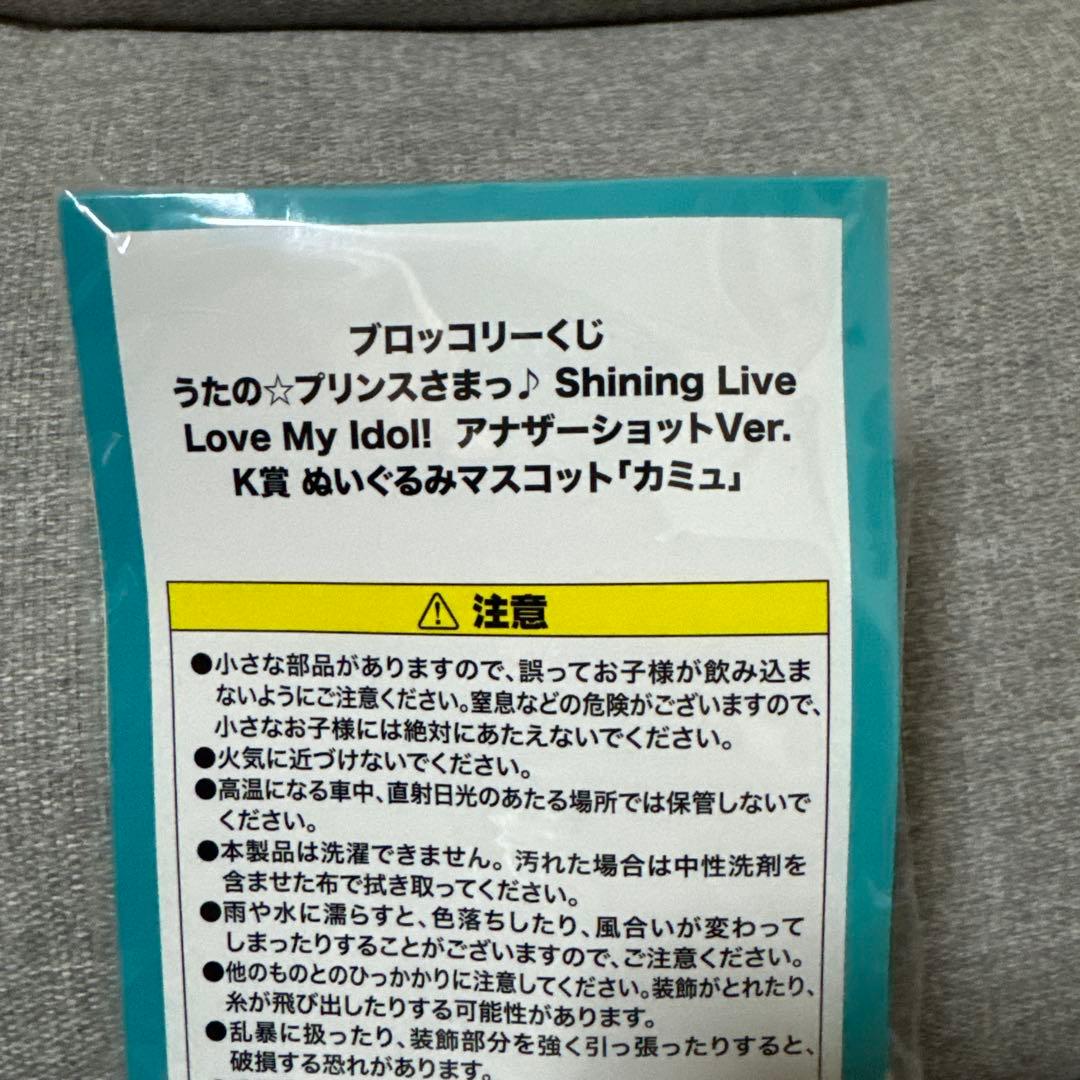 ブロッコリーくじ
うたの☆プリンスさまっ♪ Shining Live
Love My Idol! アナザーショットVer.
K賞 ぬいぐるみマスコット「カミュ」
⚠ 注意
●小さな部品がありますので、誤ってお子様が飲み込ま
ないようにご注意ください。窒息などの危険がございますので、
小さなお子様には絶対にあたえないでください。
●火気に近づけないでください。
●高温になる車中、直射日光のあたる場所では保管しないで
ください。
●本製品は洗濯できません。汚れた場合は中性洗剤を
含ませた布で拭き取ってください。
●雨や水に濡らすと、色落ちしたり、風合いが変わって
しまったりすることがございますので、ご注意ください。
●他のものとのひっかかりに注意してください。装飾がとれたり、
糸が飛び出したりする可能性があります。
●乱暴に扱ったり、装飾部分を強く引っ張ったりすると、
破損する恐れがあります。